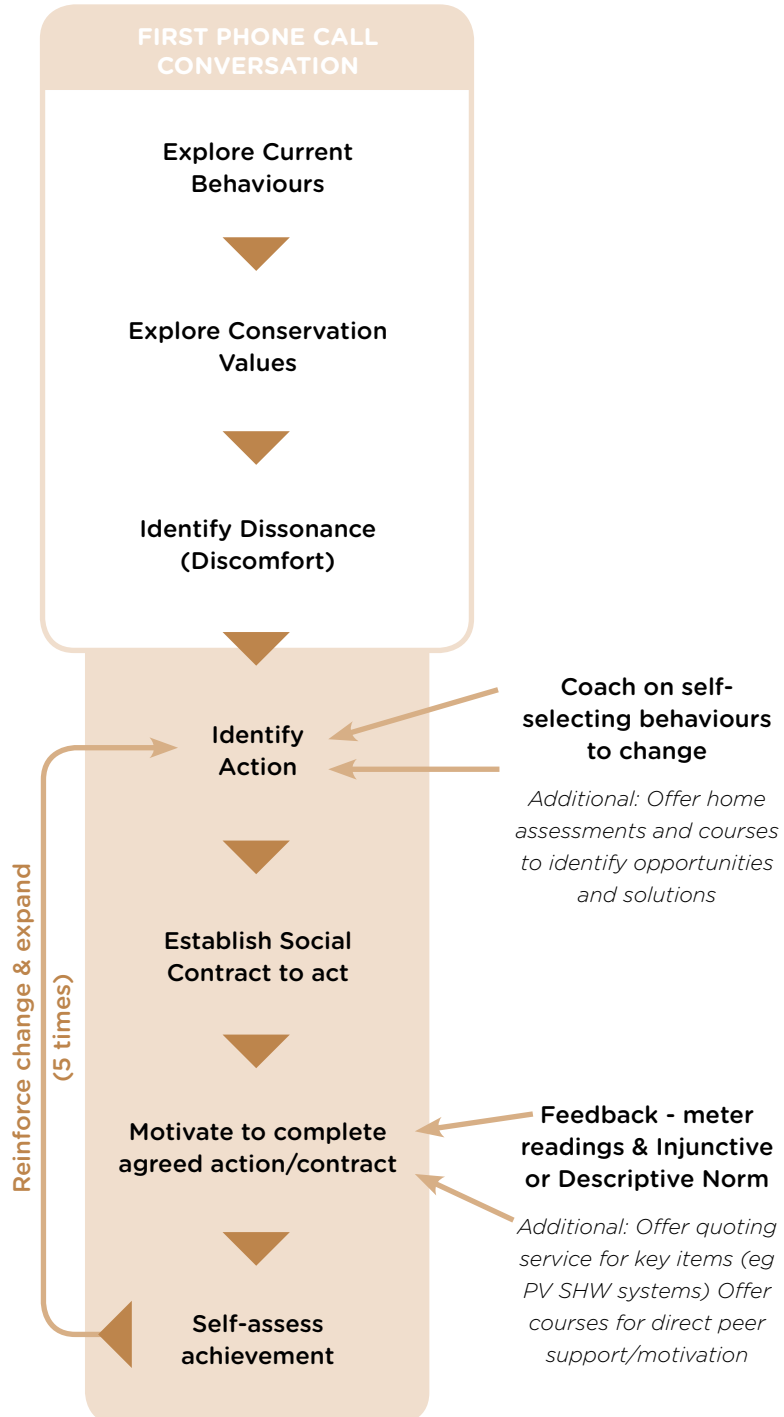 FIRST PHONE CALL
CONVERSATION
Explore Current
Behaviours
Explore Conservation
Values
Identify Dissonance
(Discomfort)
Identify
Action
Coach on self-
selecting behaviours
to change
Additional: Offer home
assessments and courses
to identify opportunities
and solutions
Establish Social
Contract to act
Reinforce change & expand
(5 times)
Motivate to complete
agreed action/contract
Feedback - meter
readings & Injunctive
or Descriptive Norm
Additional: Offer quoting
service for key items (eg
PV SHW systems) Offer
courses for direct peer
support/motivation
Self-assess
achievement